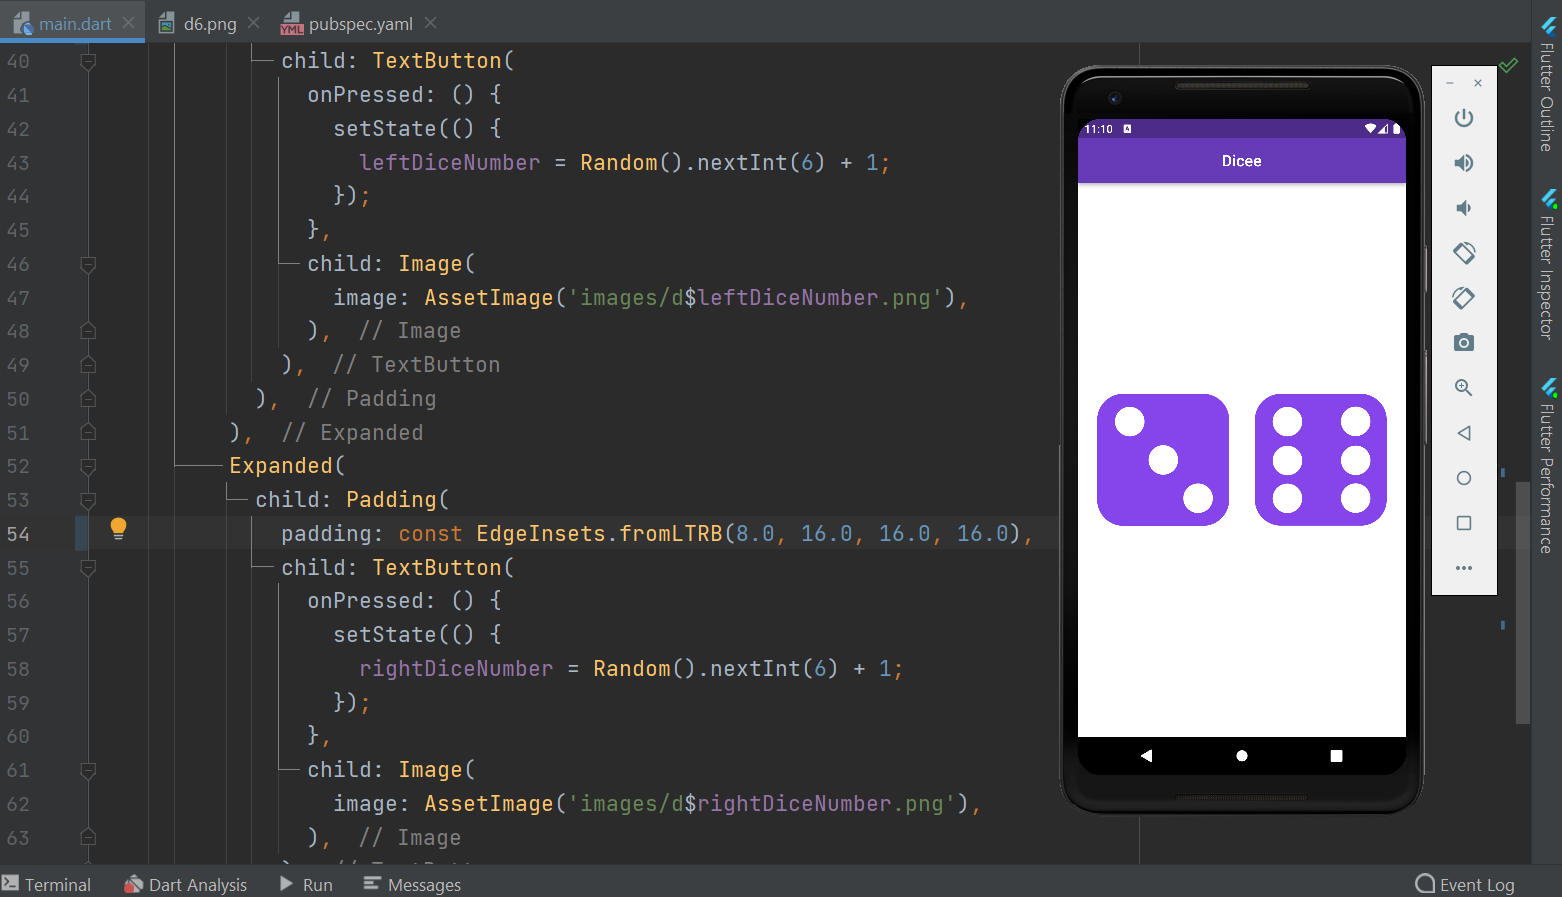 main.dart
d6.png
pubspec.yaml
40 child: TextButton(
41 onPressed: () {
42 setState(() {
43 leftDiceNumber = Random().nextInt(6) + 1;
44 });
45 },
46 child: Image(
47 image: AssetImage('images/d$leftDiceNumber.png'),
48 ), // Image
49 ), // TextButton
50 ), // Padding
51 ), // Expanded
52 Expanded(
53 child: Padding(
54 padding: const EdgeInsets.fromLTRB(8.0, 16.0, 16.0, 16.0),
55 child: TextButton(
56 onPressed: () {
57 setState(() {
58 rightDiceNumber = Random().nextInt(6) + 1;
59 });
60 },
61 child: Image(
62 image: AssetImage('images/d$rightDiceNumber.png'),
63 ), // Image
11:10
Dicee
Flutter Outline
Flutter Inspector
Flutter Performance
Terminal
Dart Analysis
Run
Messages
Event Log